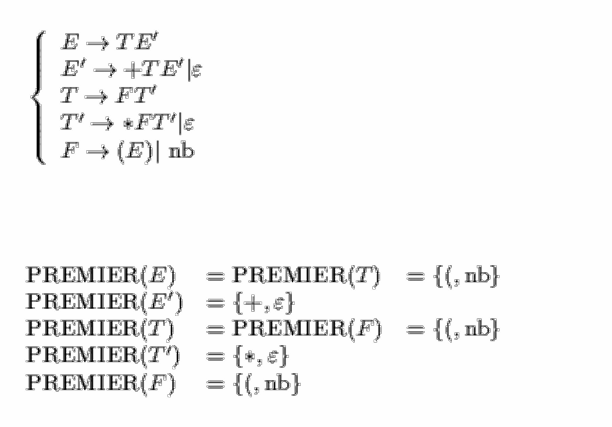 E → TE′
E′ → +TE′|ε
T → FT′
T′ → *FT′|ε
F → (E)| nb
PREMIER(E) = PREMIER(T) = {(, nb}
PREMIER(E′) = {+, ε}
PREMIER(T) = PREMIER(F) = {(, nb}
PREMIER(T′) = {*, ε}
PREMIER(F) = {(, nb}